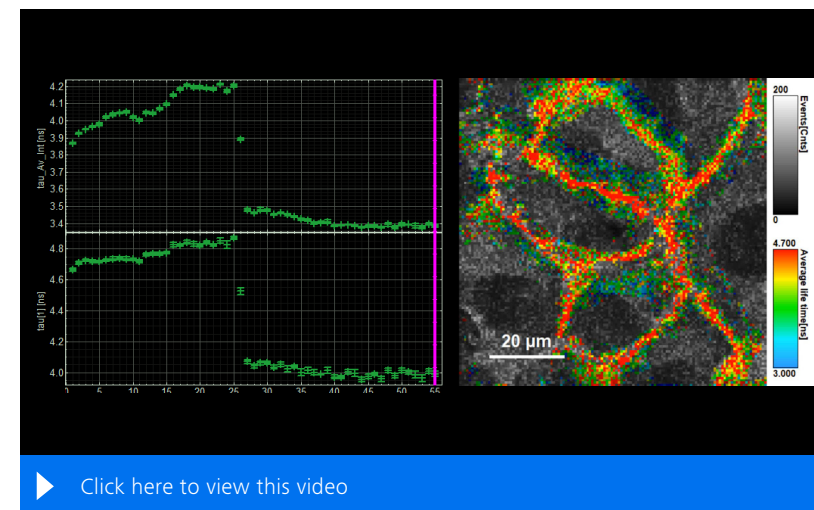 4.2
4.1
4.0
3.9
3.8
3.7
3.6
3.5
3.4
tau_Av_Int [ns]
4.8
4.6
4.4
4.2
4.0
tau[1] [ns]
0 5 10 15 20 25 30 35 40 45 50 55
20 µm
200
Events[Cnts]
0
4.700
Average life time[ns]
3.000
Click here to view this video